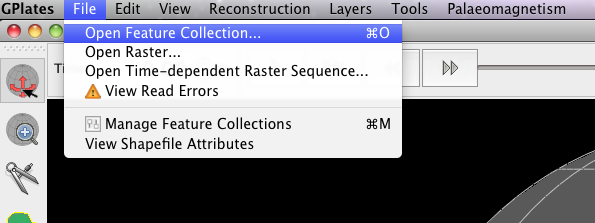 GPlates File Edit View Reconstruction Layers Tools Palaeomagnetism
Open Feature Collection... ⌘O
Open Raster...
Open Time-dependent Raster Sequence...
View Read Errors
Manage Feature Collections ⌘M
View Shapefile Attributes